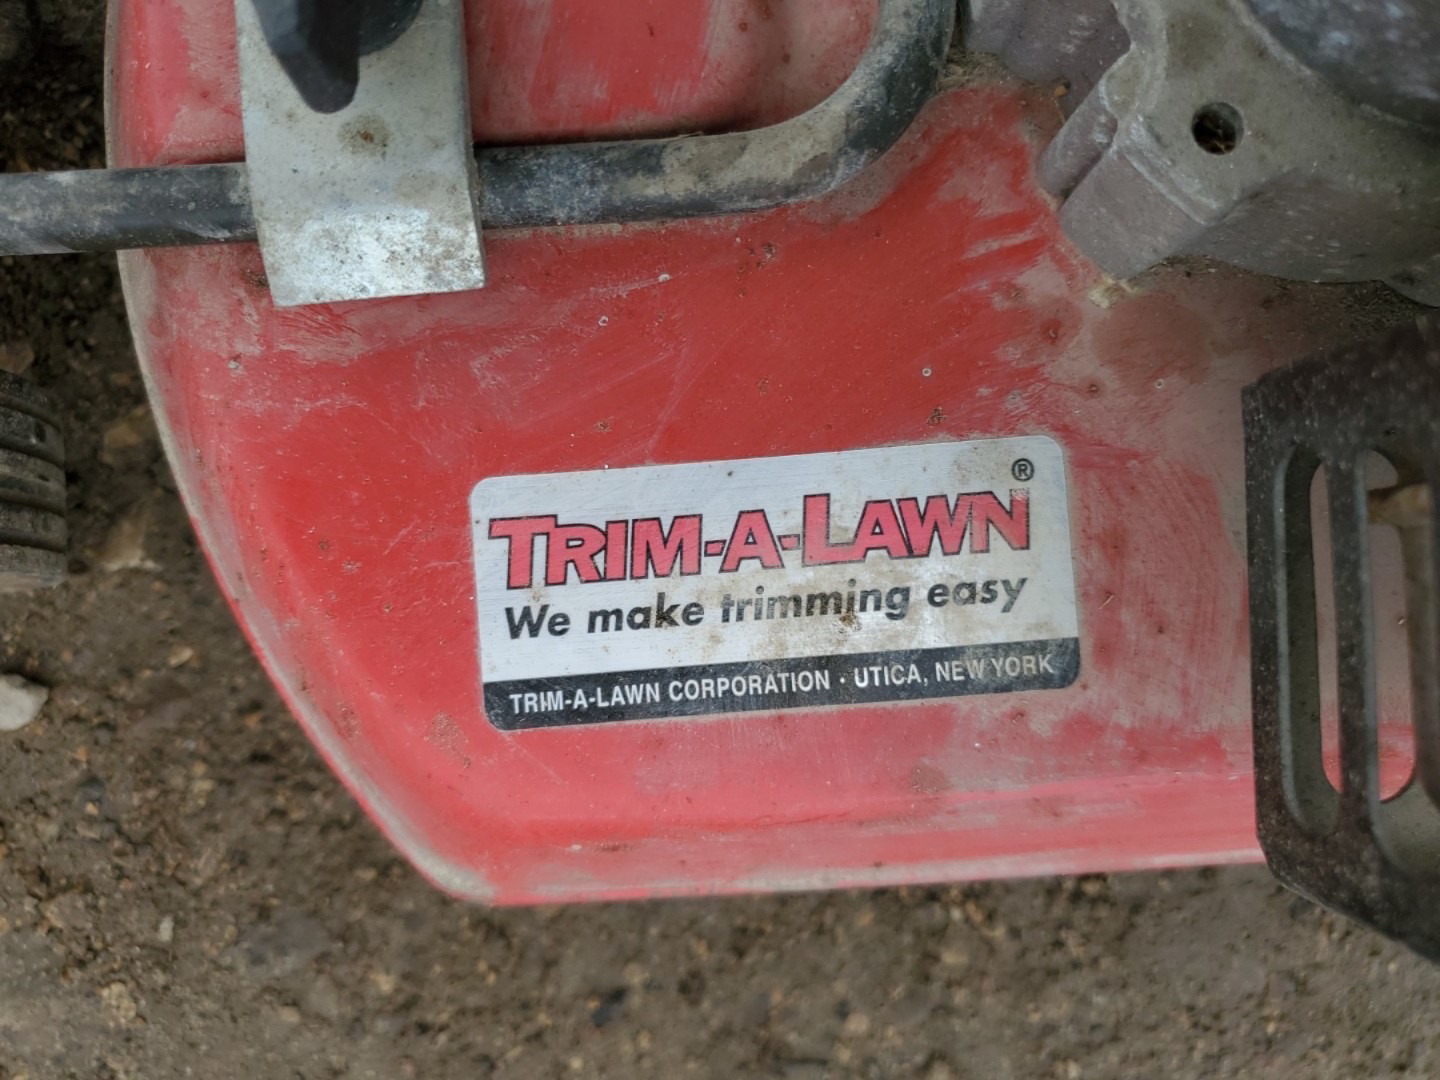 TRIM-A-LAWN®
We make trimming easy
TRIM-A-LAWN CORPORATION · UTICA, NEW YORK